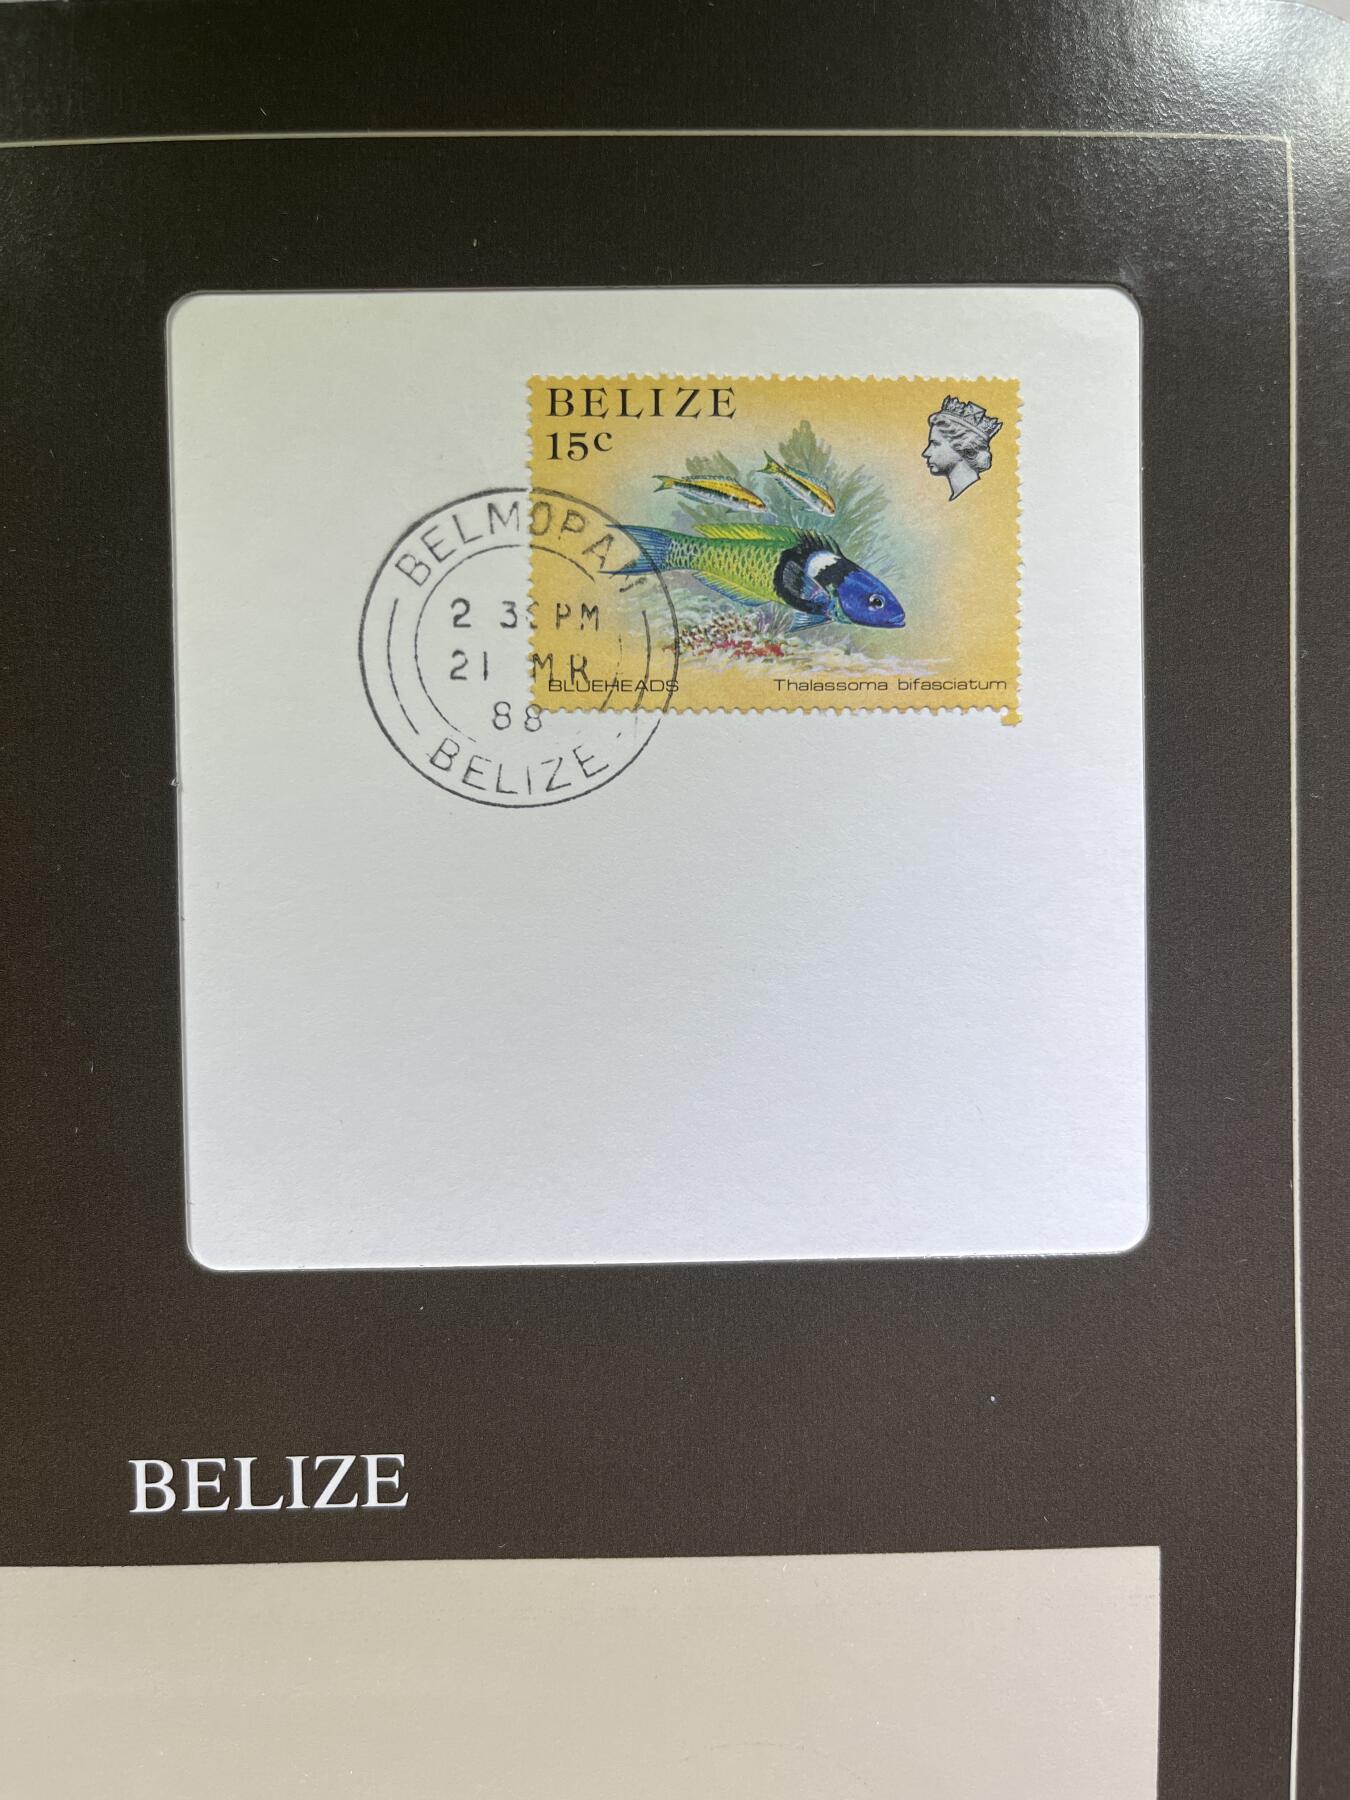 BELIZE
15c
BELMOPAN
2 3 PM
21 MR
88
BELIZE
BLUEHEADS Thalassoma bifasciatum
BELIZE